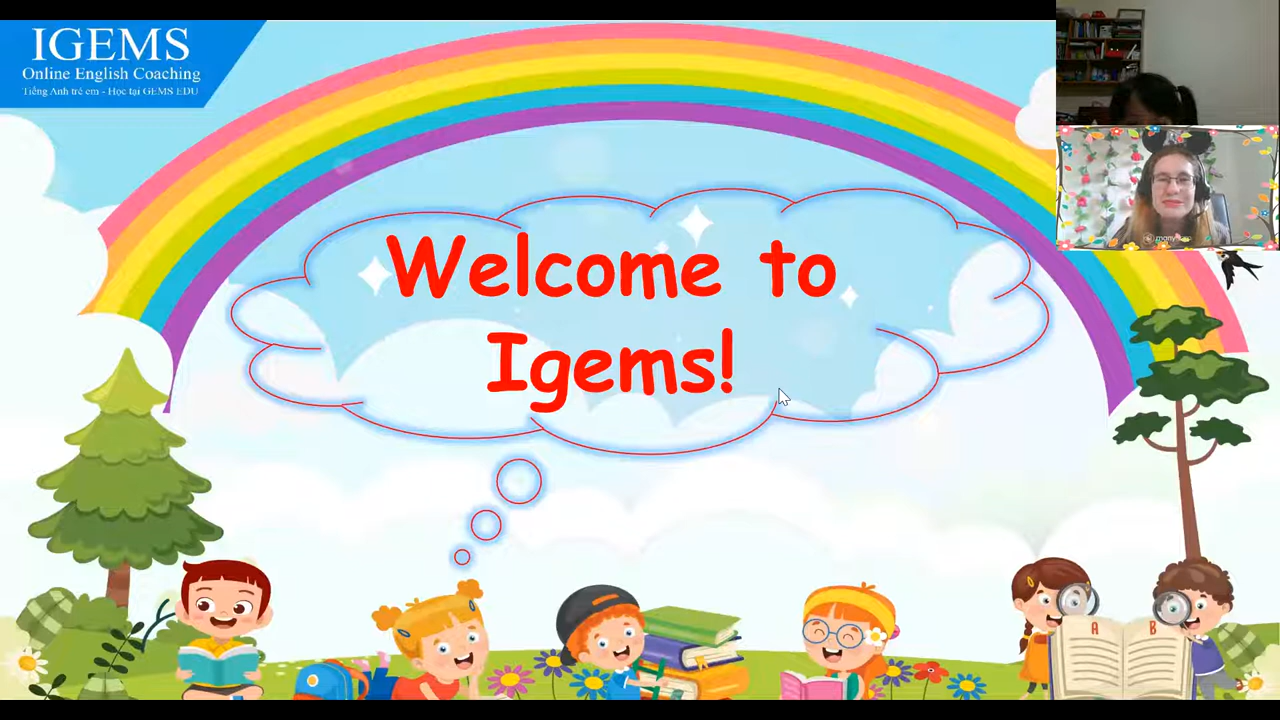 IGEMS
Online English Coaching
Tiếng Anh trẻ em - Học tại GEMS EDU
Welcome to
Igems!
A B